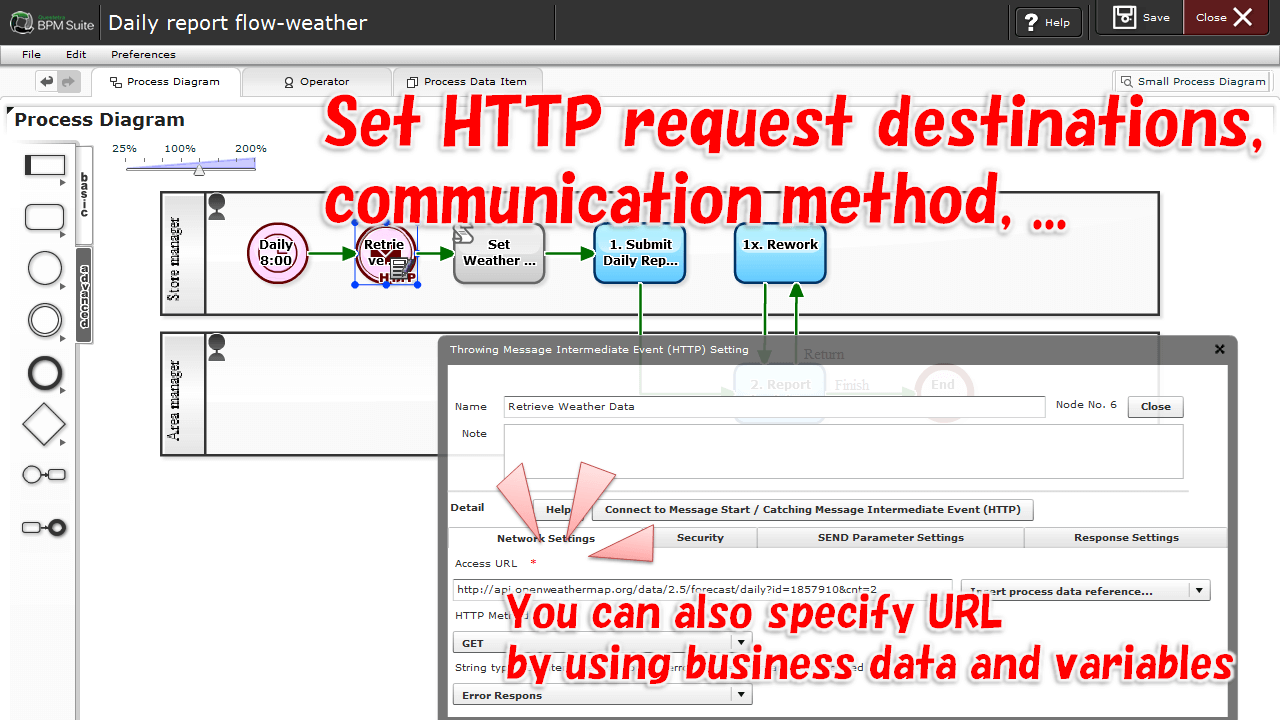 Questetra
BPM Suite
Daily report flow-weather
? Help
Save
Close
File
Edit
Preferences
Process Diagram
Operator
Process Data Item
Small Process Diagram
Set HTTP request destinations,
communication method, ...
Process Diagram
25%
100%
200%
basic
advanced
Store manager
Daily
8:00
Retrie
ve
HTTP
Set
Weather ...
1. Submit
Daily Rep...
1x. Rework
Area manager
Return
2. Report
Finish
End
Throwing Message Intermediate Event (HTTP) Setting
Name
Retrieve Weather Data
Node No. 6
Close
Note
Detail
Help
Connect to Message Start / Catching Message Intermediate Event (HTTP)
Network Settings
Security
SEND Parameter Settings
Response Settings
Access URL *
http://api.openweathermap.org/data/2.5/forecast/daily?id=1857910&cnt=2
Insert process data reference...
You can also specify URL
by using business data and variables
HTTP Method
GET
String typ
Error Respons